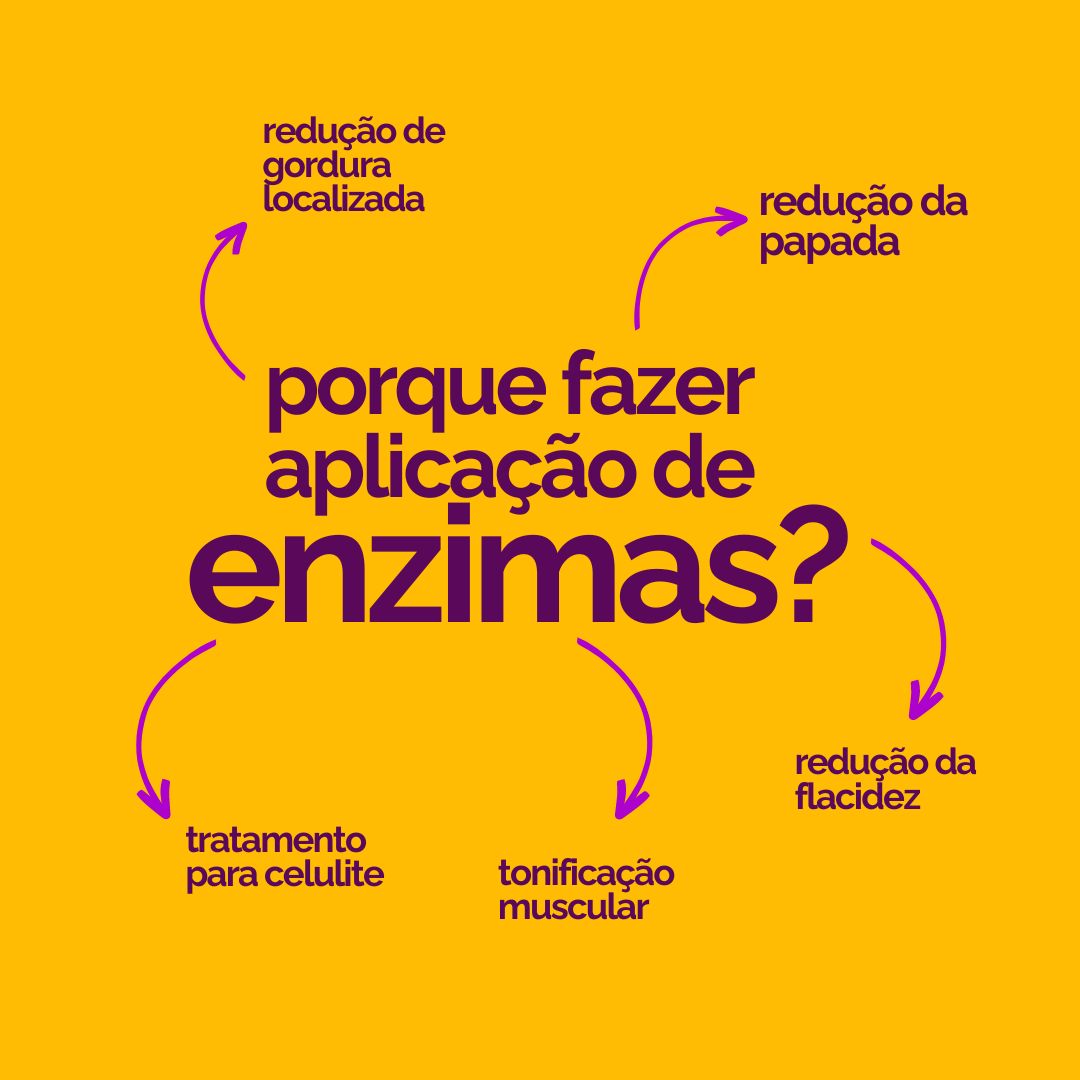 redução de
gordura
localizada
redução da
papada
porque fazer
aplicação de
enzimas?
redução da
flacidez
tratamento
para celulite
tonificação
muscular